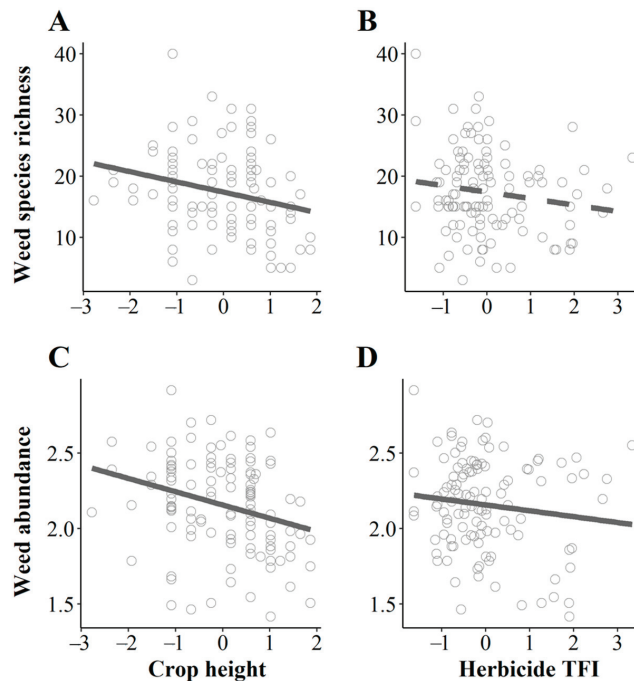 A
B
Weed species richness
40
30
20
10
−3 −2 −1 0 1 2
40
30
20
10
−1 0 1 2 3
C
D
Weed abundance
2.5
2.0
1.5
−3 −2 −1 0 1 2
Crop height
2.5
2.0
1.5
−1 0 1 2 3
Herbicide TFI